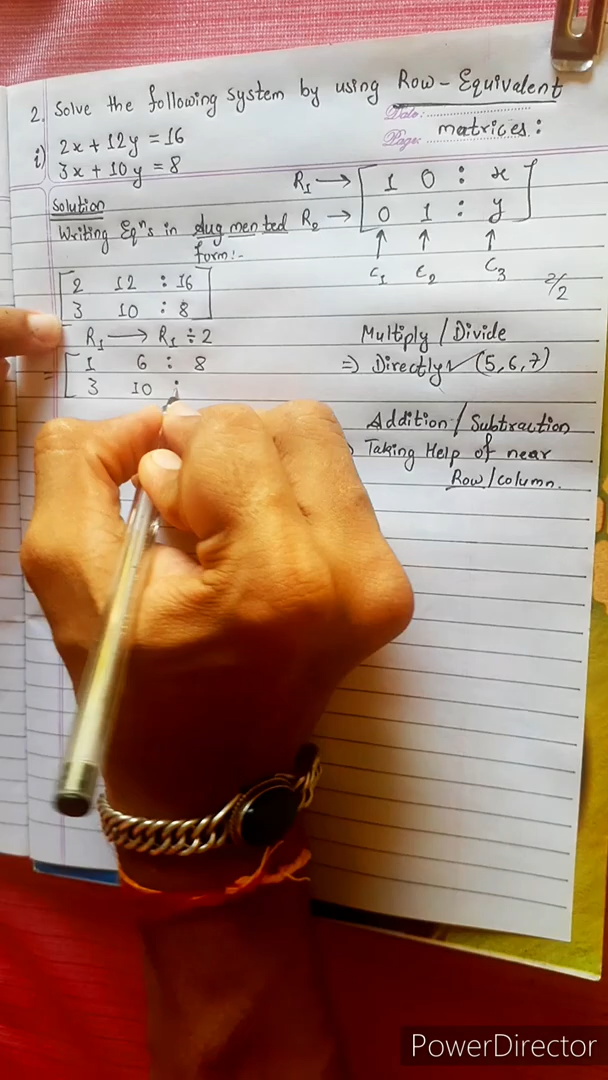 2. Solve the following system by using Row-Equivalent
Date:
Page: matrices:
i) 2x + 12y = 16
3x + 10y = 8
Solution
Writing Eqⁿs in Augmented
form:-
R₁ → [ 1 0 : x ]
R₂ → [ 0 1 : y ]
↑ ↑ ↑
C₁ C₂ C₃
2/2
[ 2 12 : 16 ]
[ 3 10 : 8 ]
R₁ → R₁ ÷ 2
= [ 1 6 : 8
[ 3 10 :
Multiply / Divide
⇒ Directly ✓ (5,6,7)
Addition / Subtraction
Taking Help of near
Row/column.
PowerDirector